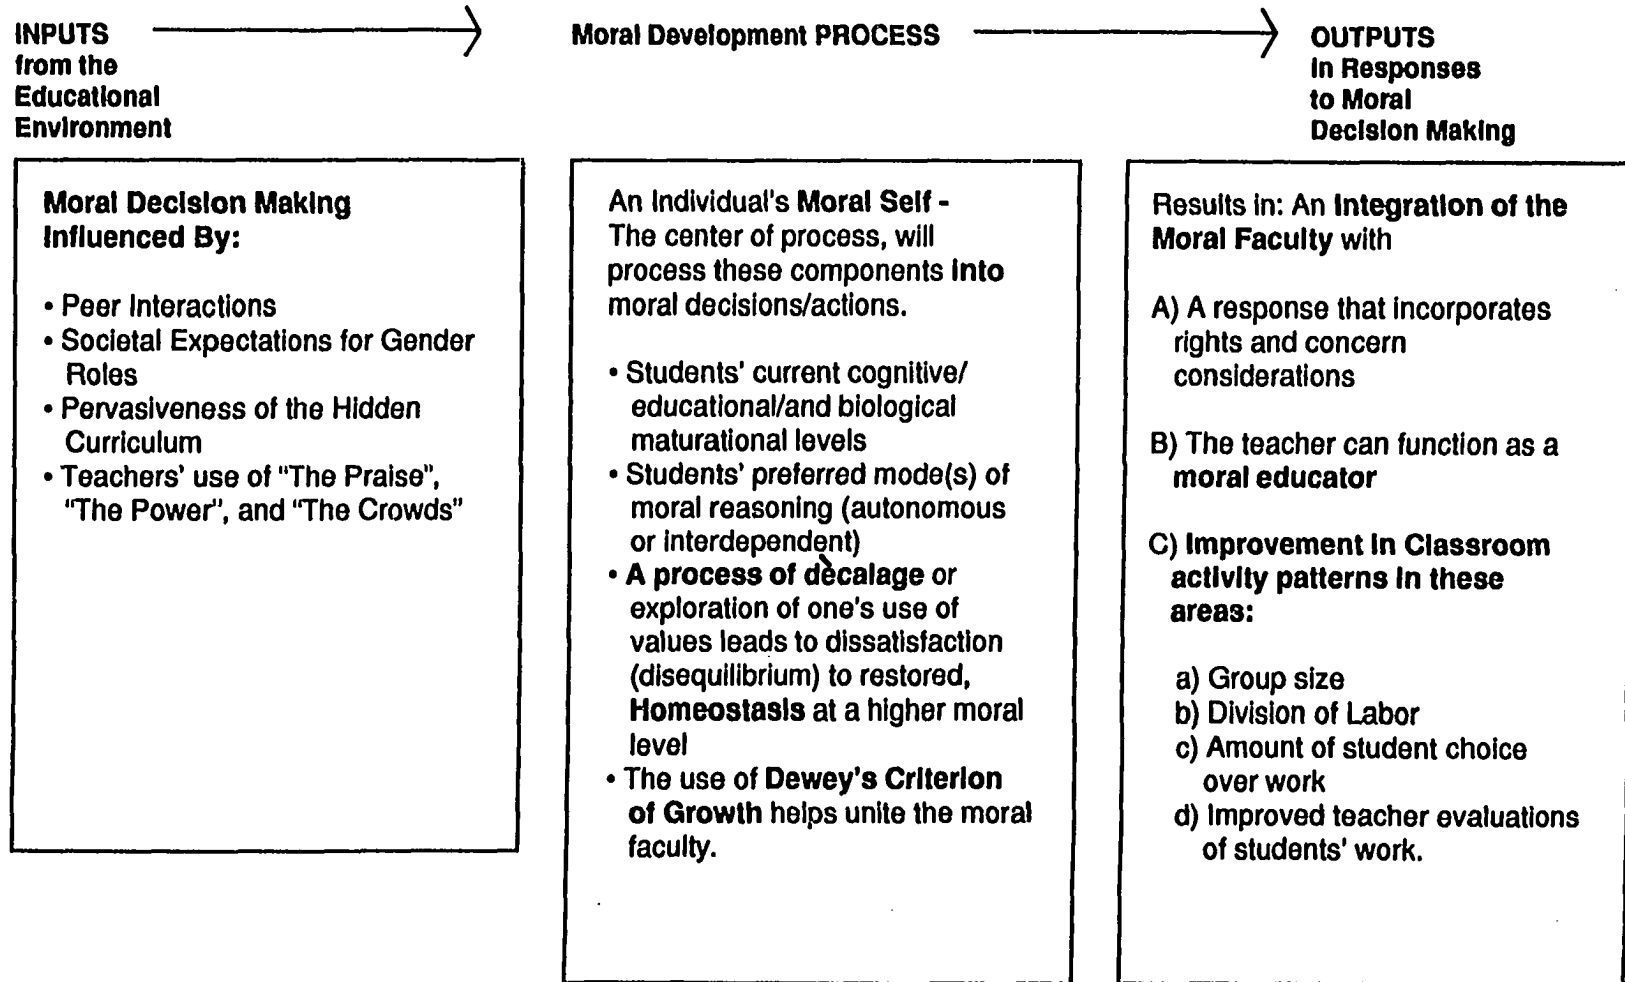 INPUTS
from the
Educational
Environment
Moral Development PROCESS
OUTPUTS
in Responses
to Moral
Decision Making
Moral Decision Making
Influenced By:
• Peer Interactions
• Societal Expectations for Gender
Roles
• Pervasiveness of the Hidden
Curriculum
• Teachers' use of "The Praise",
"The Power", and "The Crowds"
An Individual's Moral Self -
The center of process, will
process these components into
moral decisions/actions.
• Students' current cognitive/
educational/and biological
maturational levels
• Students' preferred mode(s) of
moral reasoning (autonomous
or interdependent)
• A process of dècalage or
exploration of one's use of
values leads to dissatisfaction
(disequilibrium) to restored,
Homeostasis at a higher moral
level
• The use of Dewey's Criterion
of Growth helps unite the moral
faculty.
Results in: An Integration of the
Moral Faculty with
A) A response that incorporates
rights and concern
considerations
B) The teacher can function as a
moral educator
C) Improvement in Classroom
activity patterns in these
areas:
a) Group size
b) Division of Labor
c) Amount of student choice
over work
d) Improved teacher evaluations
of students' work.